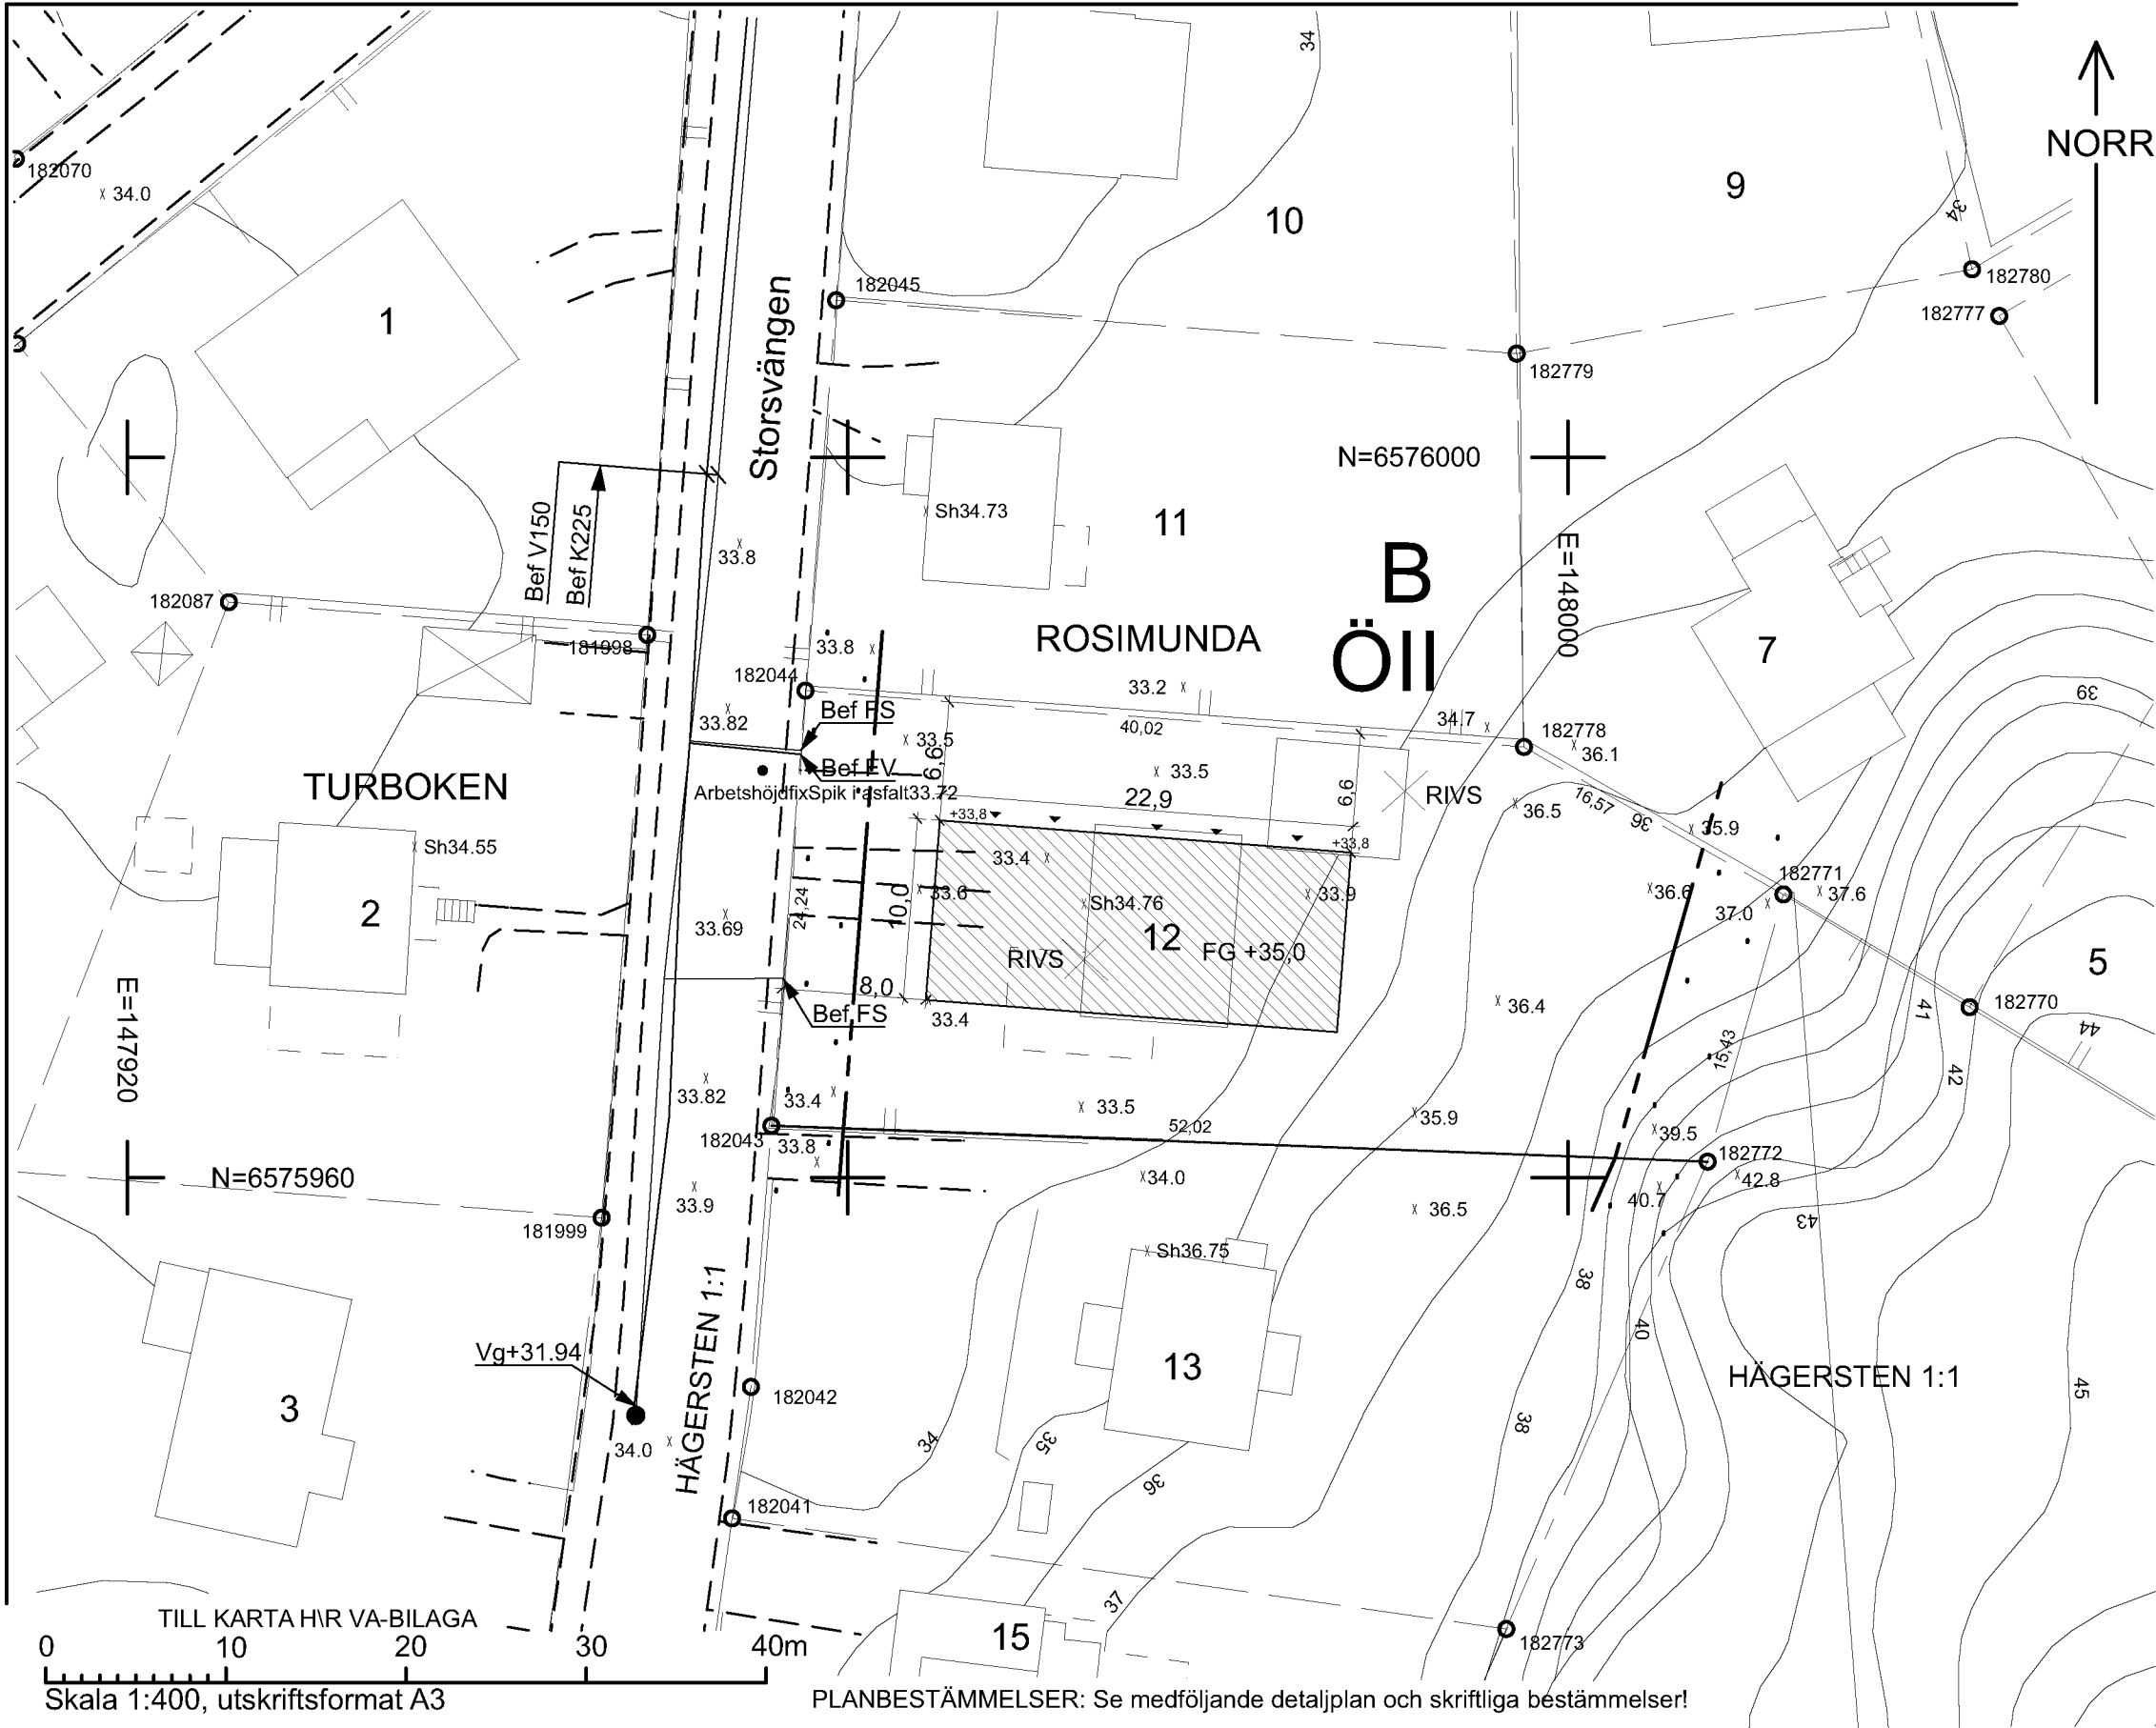 34
NORR
182070
34.0
9
10
34
182045
182780
182777
1
Storsvängen
182779
N=6576000
Bef V150
Bef K225
Sh34.73
11
33.8
B
ÖII
E=148000
182087
181998
33.8
ROSIMUNDA
7
182044
33.2
39
33.82
Bef FS
40,02
34.7
182778
33.5
36.1
TURBOKEN
Bef FV
6,6
33.5
ArbetshöjdfixSpik i asfalt33.72
22,9
6,6
RIVS
16,57
36.5
36
35.9
+33,8
+33,8
Sh34.55
33.4
182771
2
33.6
Sh34.76
33.9
36.6
37.6
37.0
24,24
10,0
33.69
12
FG +35,0
RIVS
5
E=147920
8,0
Bef FS
33.4
36.4
41
182770
44
15,43
42
33.82
33.4
33.5
35.9
39.5
182043
33.8
52,02
182772
N=6575960
34.0
40.7
42.8
33.9
36.5
43
181999
Sh36.75
38
HÄGERSTEN 1:1
40
Vg+31.94
13
HÄGERSTEN 1:1
45
3
182042
34.0
34
35
38
36
182041
37
TILL KARTA H\R VA-BILAGA
15
182773
0 10 20 30 40m
Skala 1:400, utskriftsformat A3
PLANBESTÄMMELSER: Se medföljande detaljplan och skriftliga bestämmelser!